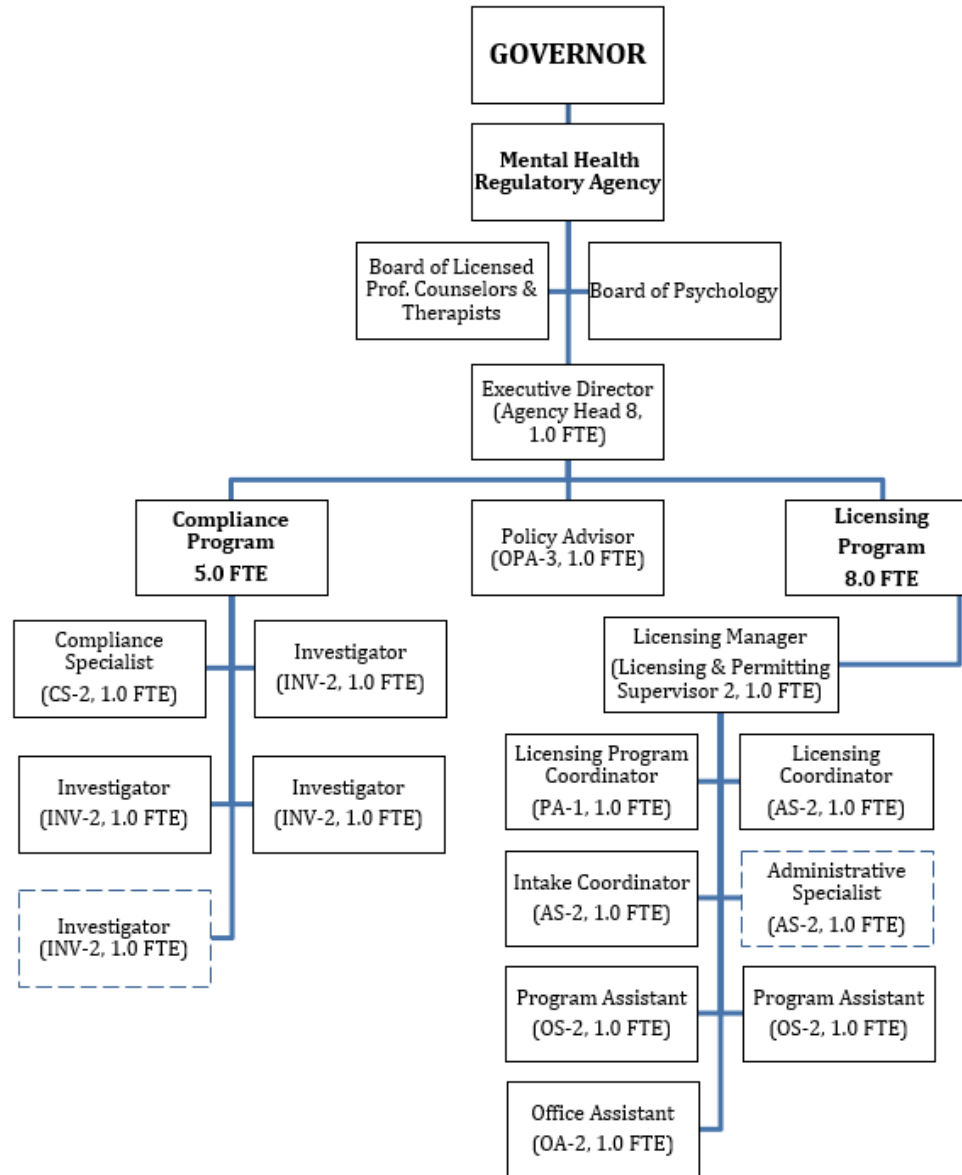 GOVERNOR
Mental Health
Regulatory Agency
Board of Licensed
Prof. Counselors &
Therapists
Board of Psychology
Executive Director
(Agency Head 8,
1.0 FTE)
Compliance
Program
5.0 FTE
Policy Advisor
(OPA-3, 1.0 FTE)
Licensing
Program
8.0 FTE
Compliance
Specialist
(CS-2, 1.0 FTE)
Investigator
(INV-2, 1.0 FTE)
Investigator
(INV-2, 1.0 FTE)
Investigator
(INV-2, 1.0 FTE)
Investigator
(INV-2, 1.0 FTE)
Licensing Manager
(Licensing & Permitting
Supervisor 2, 1.0 FTE)
Licensing Program
Coordinator
(PA-1, 1.0 FTE)
Licensing
Coordinator
(AS-2, 1.0 FTE)
Intake Coordinator
(AS-2, 1.0 FTE)
Administrative
Specialist
(AS-2, 1.0 FTE)
Program Assistant
(OS-2, 1.0 FTE)
Program Assistant
(OS-2, 1.0 FTE)
Office Assistant
(OA-2, 1.0 FTE)